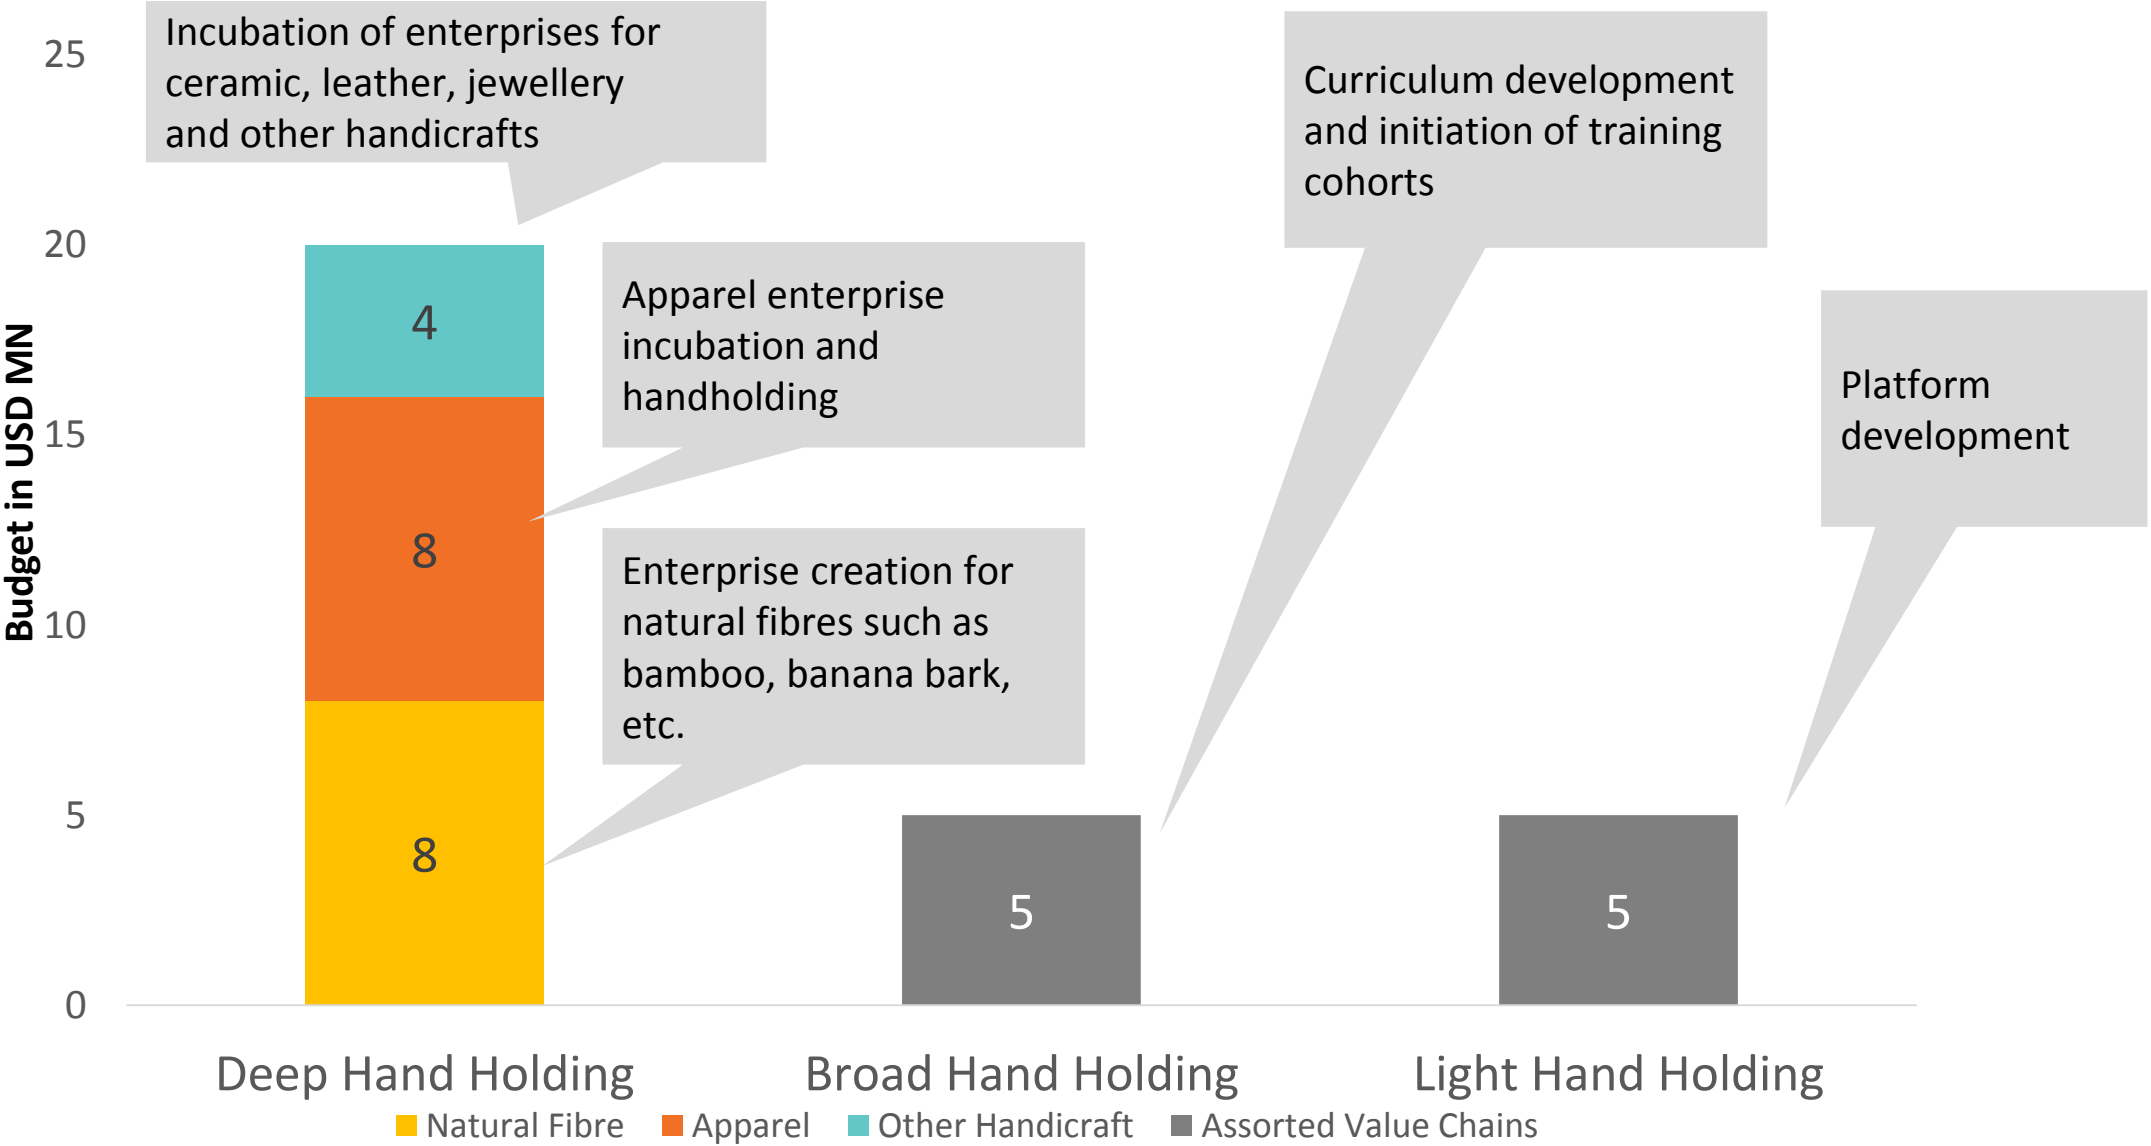 Incubation of enterprises for
ceramic, leather, jewellery
and other handicrafts
Curriculum development
and initiation of training
cohorts
Apparel enterprise
incubation and
handholding
Platform
development
Enterprise creation for
natural fibres such as
bamboo, banana bark,
etc.
Budget in USD MN
25
20
15
10
5
0
4
8
8
5
5
Deep Hand Holding
Broad Hand Holding
Light Hand Holding
Natural Fibre
Apparel
Other Handicraft
Assorted Value Chains